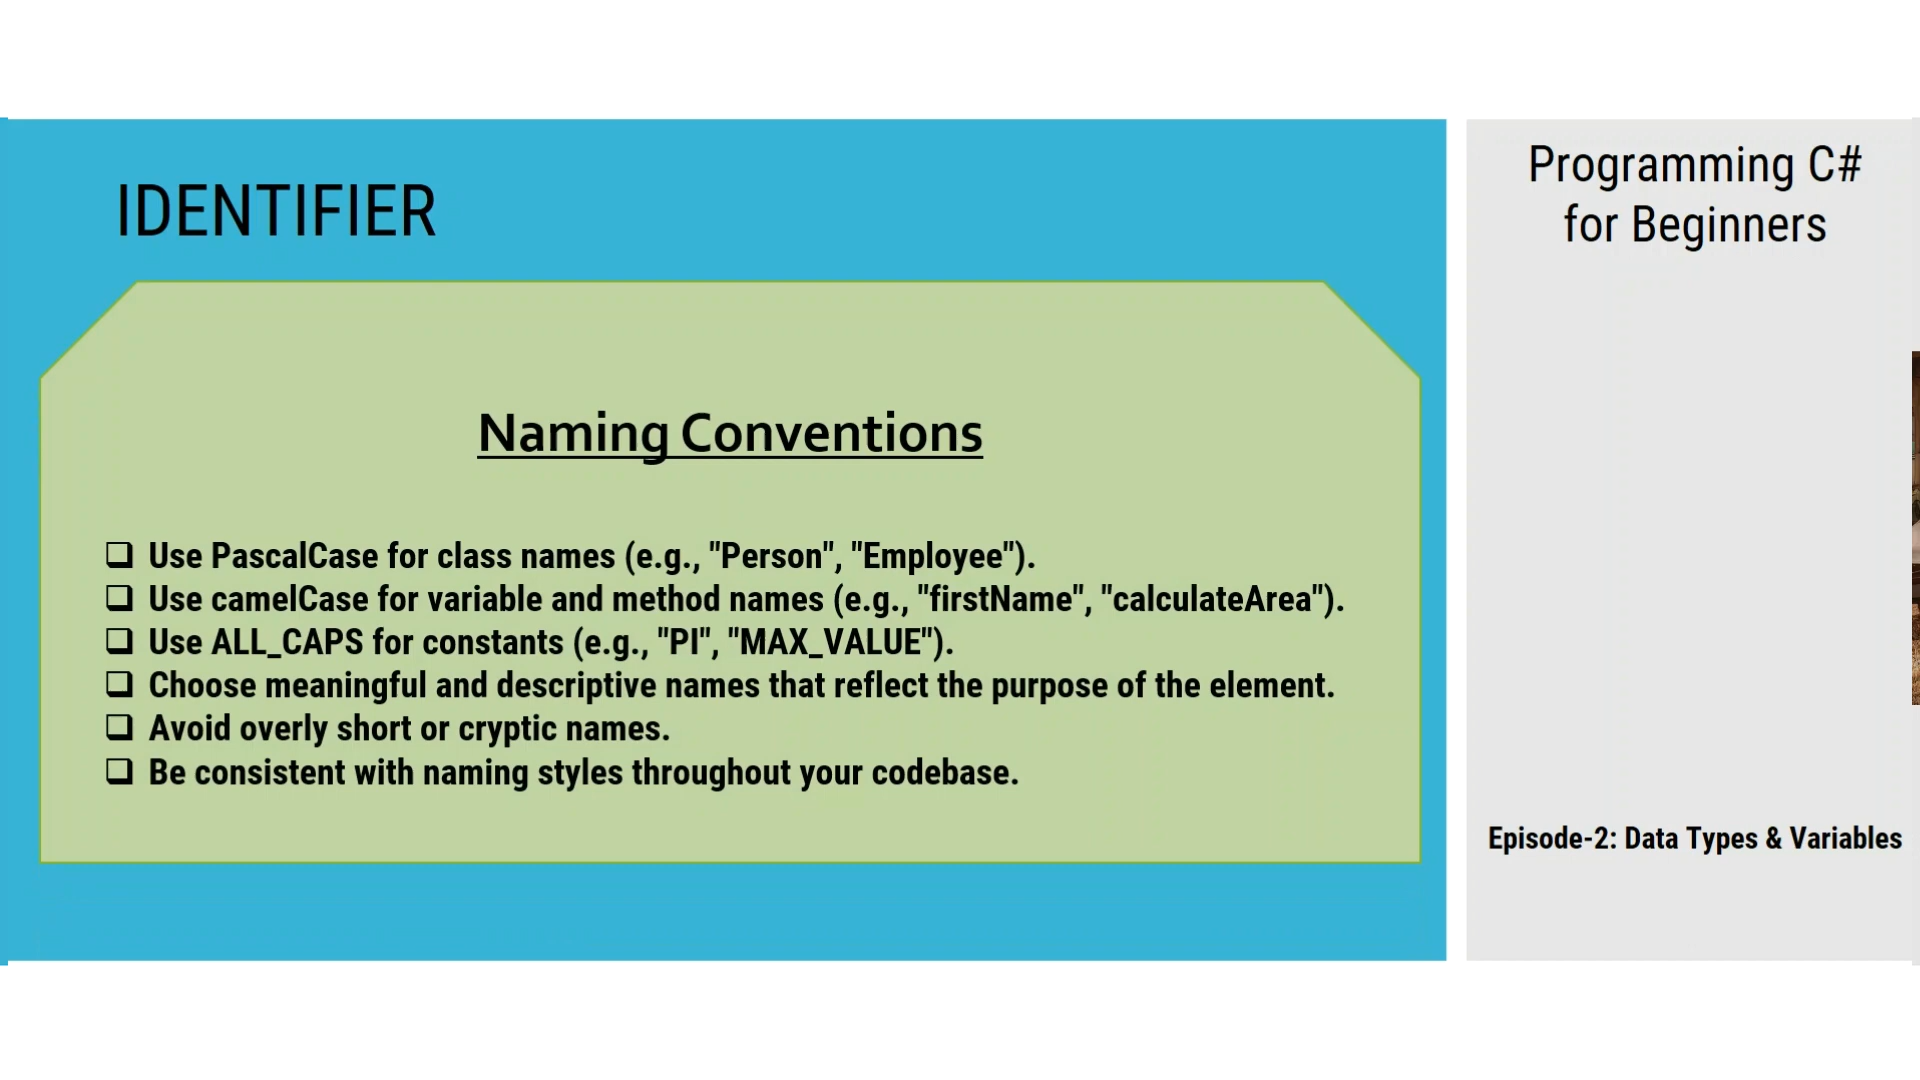 IDENTIFIER
Naming Conventions
Use PascalCase for class names (e.g., "Person", "Employee").
Use camelCase for variable and method names (e.g., "firstName", "calculateArea").
Use ALL_CAPS for constants (e.g., "PI", "MAX_VALUE").
Choose meaningful and descriptive names that reflect the purpose of the element.
Avoid overly short or cryptic names.
Be consistent with naming styles throughout your codebase.
Programming C#
for Beginners
Episode-2: Data Types & Variables